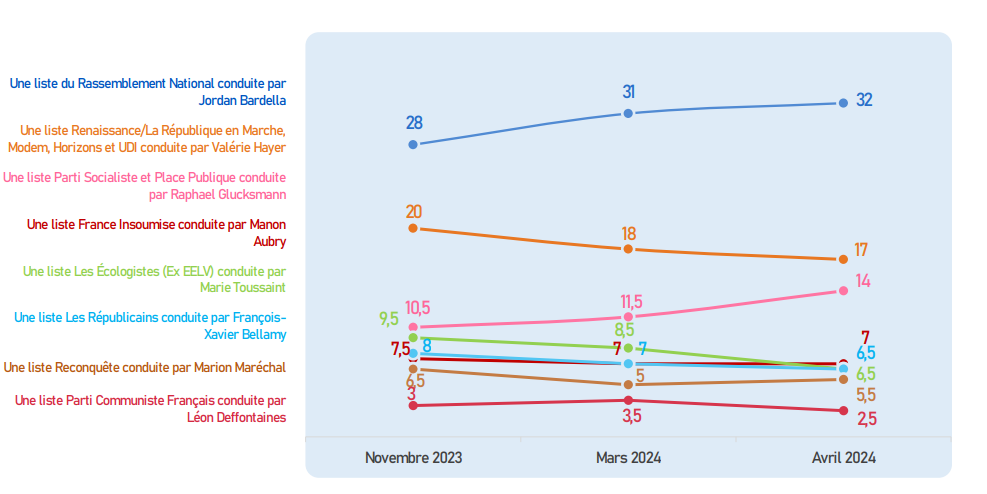 Une liste du Rassemblement National conduite par
Jordan Bardella
Une liste Renaissance/La République en Marche,
Modem, Horizons et UDI conduite par Valérie Hayer
Une liste Parti Socialiste et Place Publique conduite
par Raphael Glucksmann
Une liste France Insoumise conduite par Manon
Aubry
Une liste Les Écologistes (Ex EELV) conduite par
Marie Toussaint
Une liste Les Républicains conduite par François-
Xavier Bellamy
Une liste Reconquête conduite par Marion Maréchal
Une liste Parti Communiste Français conduite par
Léon Deffontaines
28
31
32
20
18
17
10,5
11,5
14
9,5
8,5
6,5
7,5
7
7
8
7
6,5
6,5
5
5,5
3
3,5
2,5
Novembre 2023
Mars 2024
Avril 2024